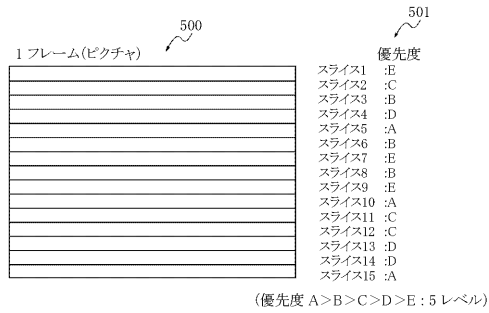 500
501
1フレーム(ピクチャ)
優先度
スライス1 :E
スライス2 :C
スライス3 :B
スライス4 :D
スライス5 :A
スライス6 :B
スライス7 :E
スライス8 :B
スライス9 :E
スライス10 :A
スライス11 :C
スライス12 :C
スライス13 :D
スライス14 :D
スライス15 :A
(優先度 A>B>C>D>E : 5 レベル)